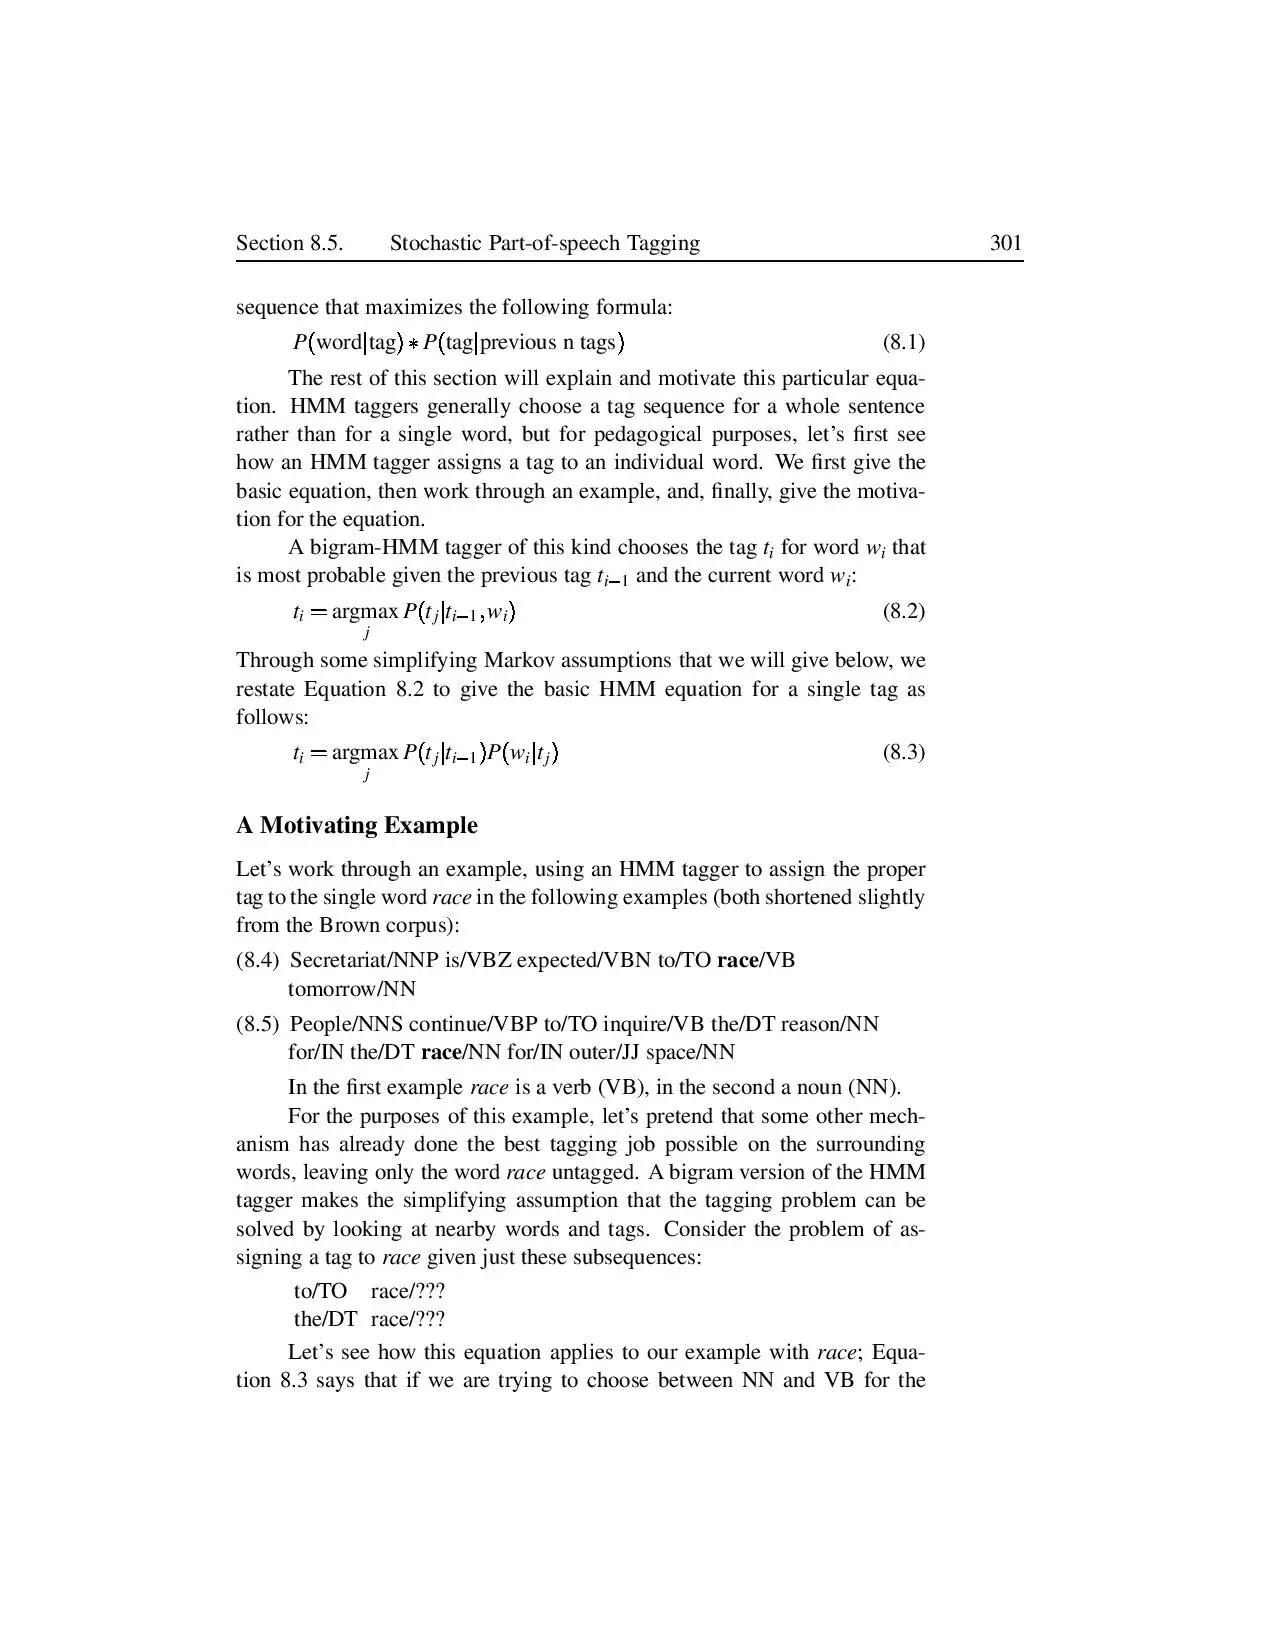 Section 8.5. Stochastic Part-of-speech Tagging 301
sequence that maximizes the following formula:
P(word|tag) * P(tag|previous n tags) (8.1)
The rest of this section will explain and motivate this particular equa-
tion. HMM taggers generally choose a tag sequence for a whole sentence
rather than for a single word, but for pedagogical purposes, let's first see
how an HMM tagger assigns a tag to an individual word. We first give the
basic equation, then work through an example, and, finally, give the motiva-
tion for the equation.
A bigram-HMM tagger of this kind chooses the tag t_i for word w_i that
is most probable given the previous tag t_{i−1} and the current word w_i:
t_i = argmax P(t_j|t_{i−1}, w_i) (8.2)
j
Through some simplifying Markov assumptions that we will give below, we
restate Equation 8.2 to give the basic HMM equation for a single tag as
follows:
t_i = argmax P(t_j|t_{i−1})P(w_i|t_j) (8.3)
j
A Motivating Example
Let's work through an example, using an HMM tagger to assign the proper
tag to the single word race in the following examples (both shortened slightly
from the Brown corpus):
(8.4) Secretariat/NNP is/VBZ expected/VBN to/TO race/VB
tomorrow/NN
(8.5) People/NNS continue/VBP to/TO inquire/VB the/DT reason/NN
for/IN the/DT race/NN for/IN outer/JJ space/NN
In the first example race is a verb (VB), in the second a noun (NN).
For the purposes of this example, let's pretend that some other mech-
anism has already done the best tagging job possible on the surrounding
words, leaving only the word race untagged. A bigram version of the HMM
tagger makes the simplifying assumption that the tagging problem can be
solved by looking at nearby words and tags. Consider the problem of as-
signing a tag to race given just these subsequences:
to/TO race/???
the/DT race/???
Let's see how this equation applies to our example with race; Equa-
tion 8.3 says that if we are trying to choose between NN and VB for the